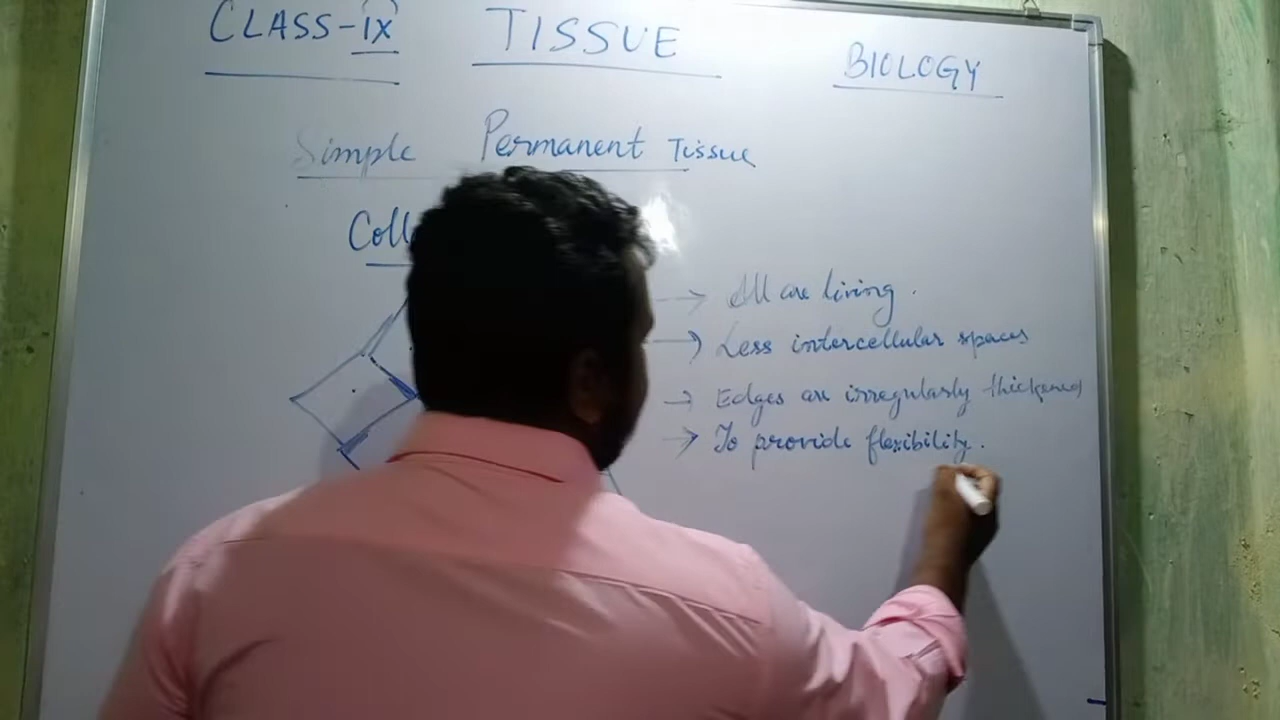 CLASS-IX TISSUE BIOLOGY
Simple Permanent Tissue
Coll
→ All are living.
→ Less intercellular spaces
→ Edges are irregularly thickened
→ To provide flexibility.